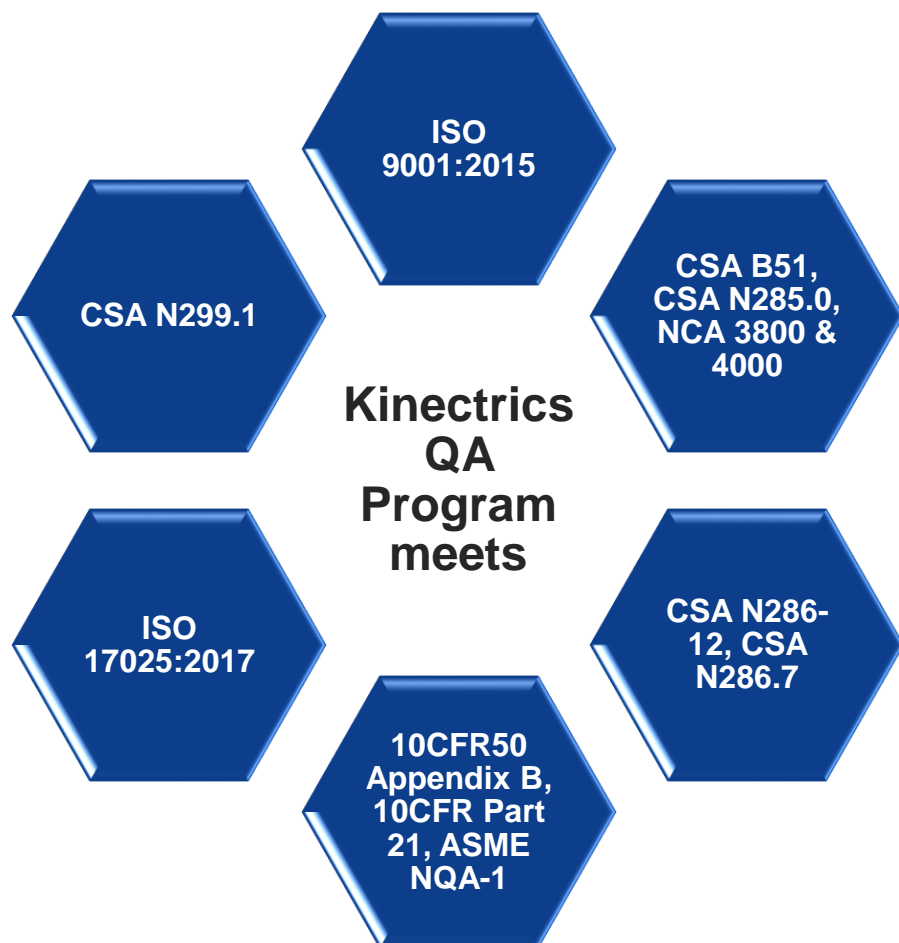 ISO
9001:2015
CSA B51,
CSA N285.0,
NCA 3800 &
4000
CSA N299.1
Kinectrics
QA
Program
meets
ISO
17025:2017
CSA N286-
12, CSA
N286.7
10CFR50
Appendix B,
10CFR Part
21, ASME
NQA-1